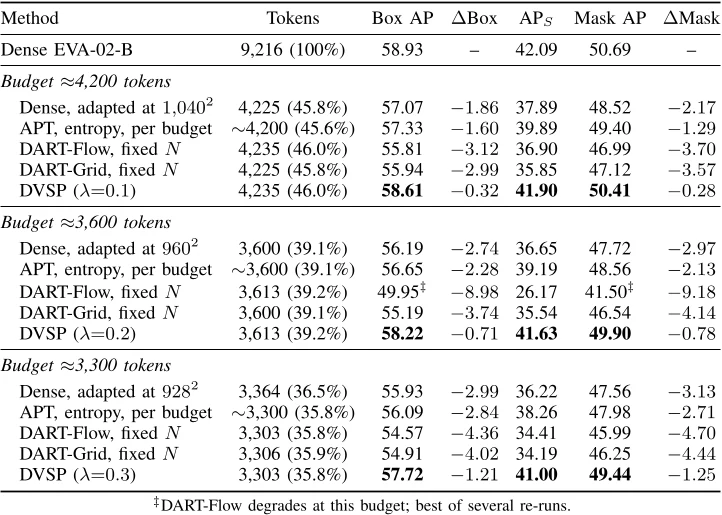 Method Tokens Box AP ΔBox AP_S Mask AP ΔMask
Dense EVA-02-B 9,216 (100%) 58.93 – 42.09 50.69 –
Budget ≈4,200 tokens
Dense, adapted at 1,040² 4,225 (45.8%) 57.07 −1.86 37.89 48.52 −2.17
APT, entropy, per budget ∼4,200 (45.6%) 57.33 −1.60 39.89 49.40 −1.29
DART-Flow, fixed N 4,235 (46.0%) 55.81 −3.12 36.90 46.99 −3.70
DART-Grid, fixed N 4,225 (45.8%) 55.94 −2.99 35.85 47.12 −3.57
DVSP (λ=0.1) 4,235 (46.0%) 58.61 −0.32 41.90 50.41 −0.28
Budget ≈3,600 tokens
Dense, adapted at 960² 3,600 (39.1%) 56.19 −2.74 36.65 47.72 −2.97
APT, entropy, per budget ∼3,600 (39.1%) 56.65 −2.28 39.19 48.56 −2.13
DART-Flow, fixed N 3,613 (39.2%) 49.95‡ −8.98 26.17 41.50‡ −9.18
DART-Grid, fixed N 3,600 (39.1%) 55.19 −3.74 35.54 46.54 −4.14
DVSP (λ=0.2) 3,613 (39.2%) 58.22 −0.71 41.63 49.90 −0.78
Budget ≈3,300 tokens
Dense, adapted at 928² 3,364 (36.5%) 55.93 −2.99 36.22 47.56 −3.13
APT, entropy, per budget ∼3,300 (35.8%) 56.09 −2.84 38.26 47.98 −2.71
DART-Flow, fixed N 3,303 (35.8%) 54.57 −4.36 34.41 45.99 −4.70
DART-Grid, fixed N 3,306 (35.9%) 54.91 −4.02 34.19 46.25 −4.44
DVSP (λ=0.3) 3,303 (35.8%) 57.72 −1.21 41.00 49.44 −1.25
‡DART-Flow degrades at this budget; best of several re-runs.